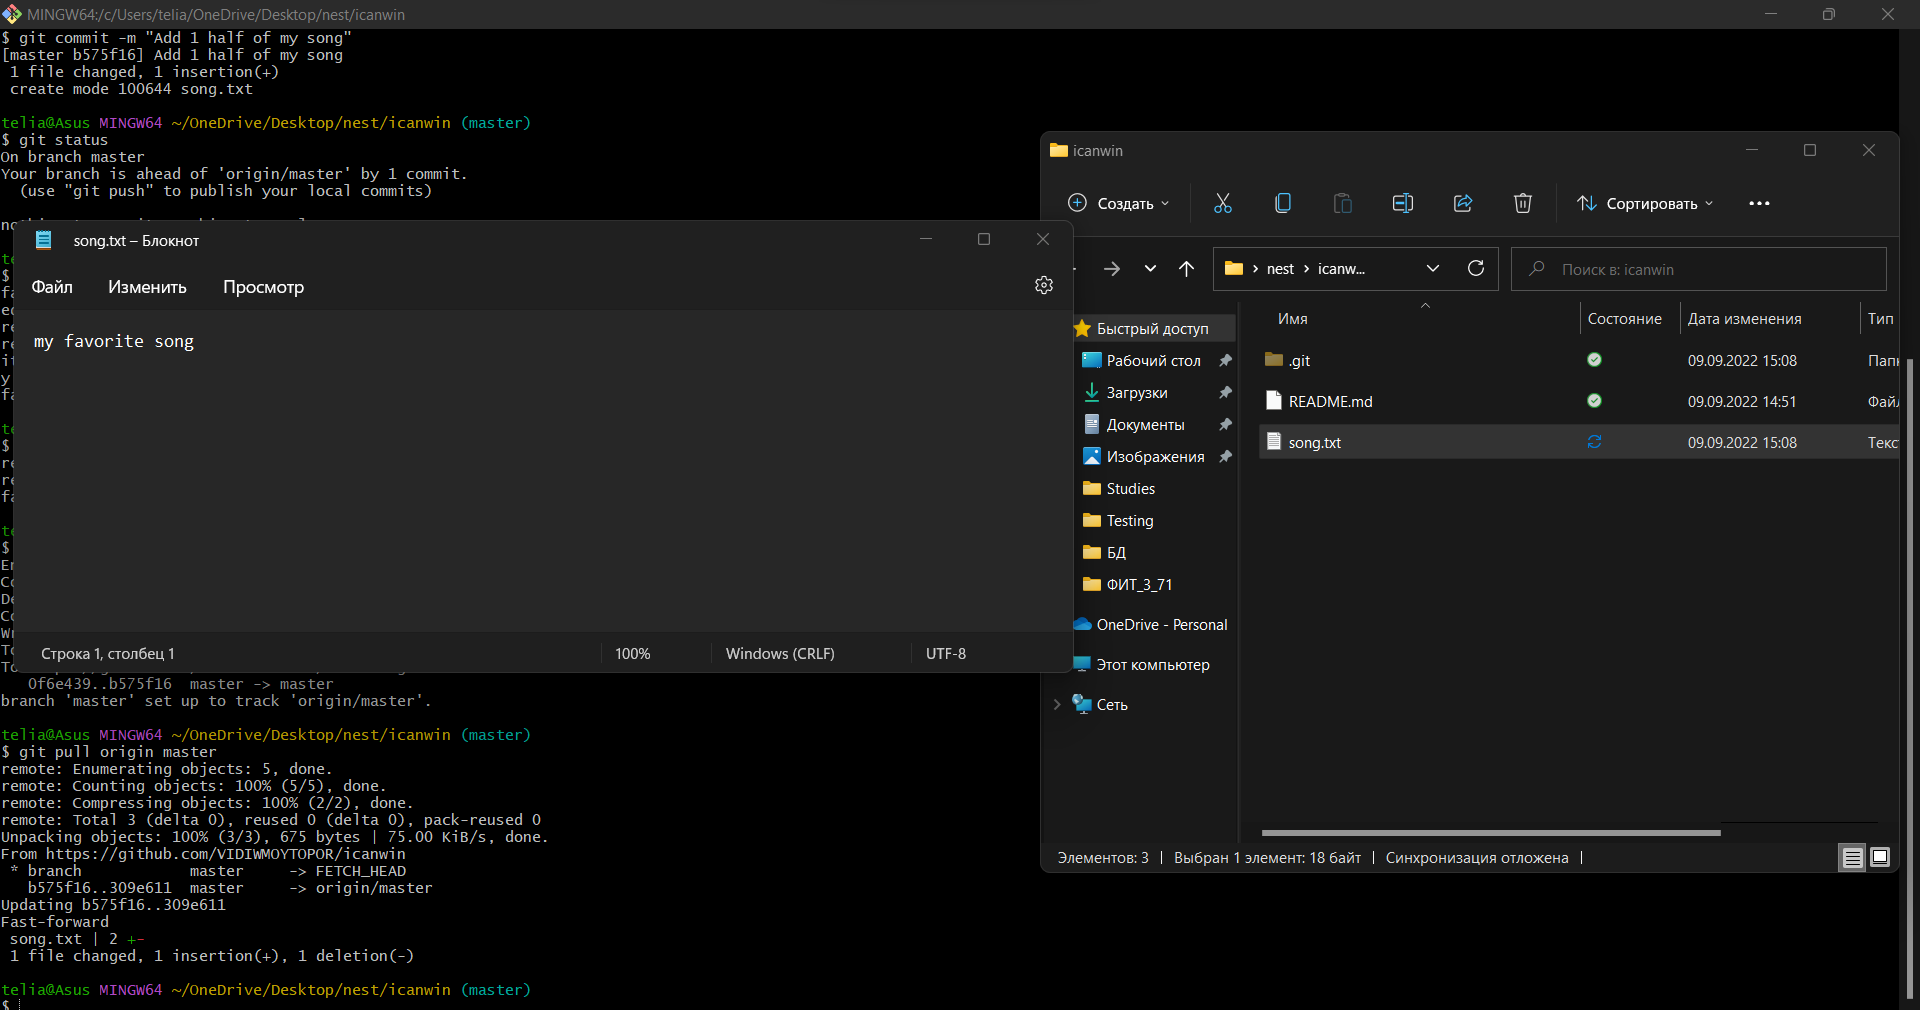 MINGW64:/c/Users/telia/OneDrive/Desktop/nest/icanwin
$ git commit -m "Add 1 half of my song"
[master b575f16] Add 1 half of my song
1 file changed, 1 insertion(+)
create mode 100644 song.txt
telia@Asus MINGW64 ~/OneDrive/Desktop/nest/icanwin (master)
$ git status
On branch master
Your branch is ahead of 'origin/master' by 1 commit.
(use "git push" to publish your local commits)
song.txt – Блокнот
Файл Изменить Просмотр
my favorite song
Строка 1, столбец 1 100% Windows (CRLF) UTF-8
0f6e439..b575f16 master -> master
branch 'master' set up to track 'origin/master'.
telia@Asus MINGW64 ~/OneDrive/Desktop/nest/icanwin (master)
$ git pull origin master
remote: Enumerating objects: 5, done.
remote: Counting objects: 100% (5/5), done.
remote: Compressing objects: 100% (2/2), done.
remote: Total 3 (delta 0), reused 0 (delta 0), pack-reused 0
Unpacking objects: 100% (3/3), 675 bytes | 75.00 KiB/s, done.
From https://github.com/VIDIWMOYTOPOR/icanwin
* branch master -> FETCH_HEAD
b575f16..309e611 master -> origin/master
Updating b575f16..309e611
Fast-forward
song.txt | 2 +-
1 file changed, 1 insertion(+), 1 deletion(-)
telia@Asus MINGW64 ~/OneDrive/Desktop/nest/icanwin (master)
$
icanwin
Создать Сортировать
nest › icanw... Поиск в: icanwin
Быстрый доступ
Рабочий стол
Загрузки
Документы
Изображения
Studies
Testing
БД
ФИТ_3_71
OneDrive - Personal
Этот компьютер
Сеть
Имя Состояние Дата изменения Тип
.git 09.09.2022 15:08
README.md 09.09.2022 14:51
song.txt 09.09.2022 15:08
Элементов: 3 | Выбран 1 элемент: 18 байт | Синхронизация отложена |